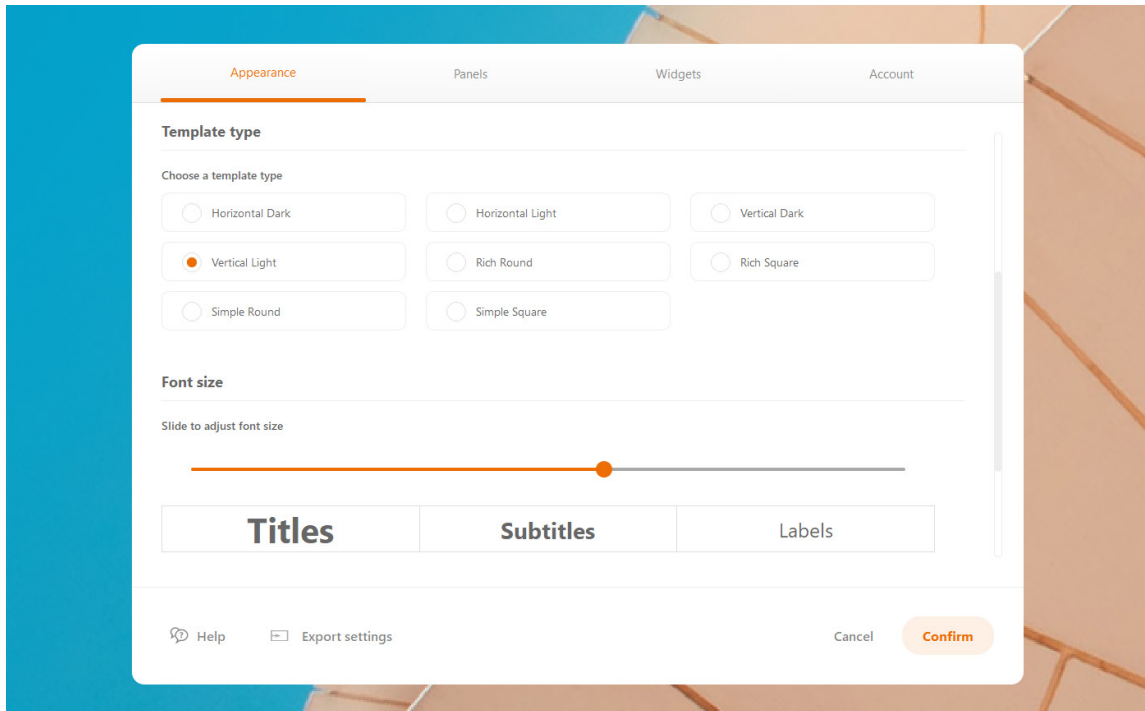 Appearance Panels Widgets Account
Template type
Choose a template type
Horizontal Dark Horizontal Light Vertical Dark
Vertical Light Rich Round Rich Square
Simple Round Simple Square
Font size
Slide to adjust font size
Titles Subtitles Labels
Help Export settings Cancel Confirm